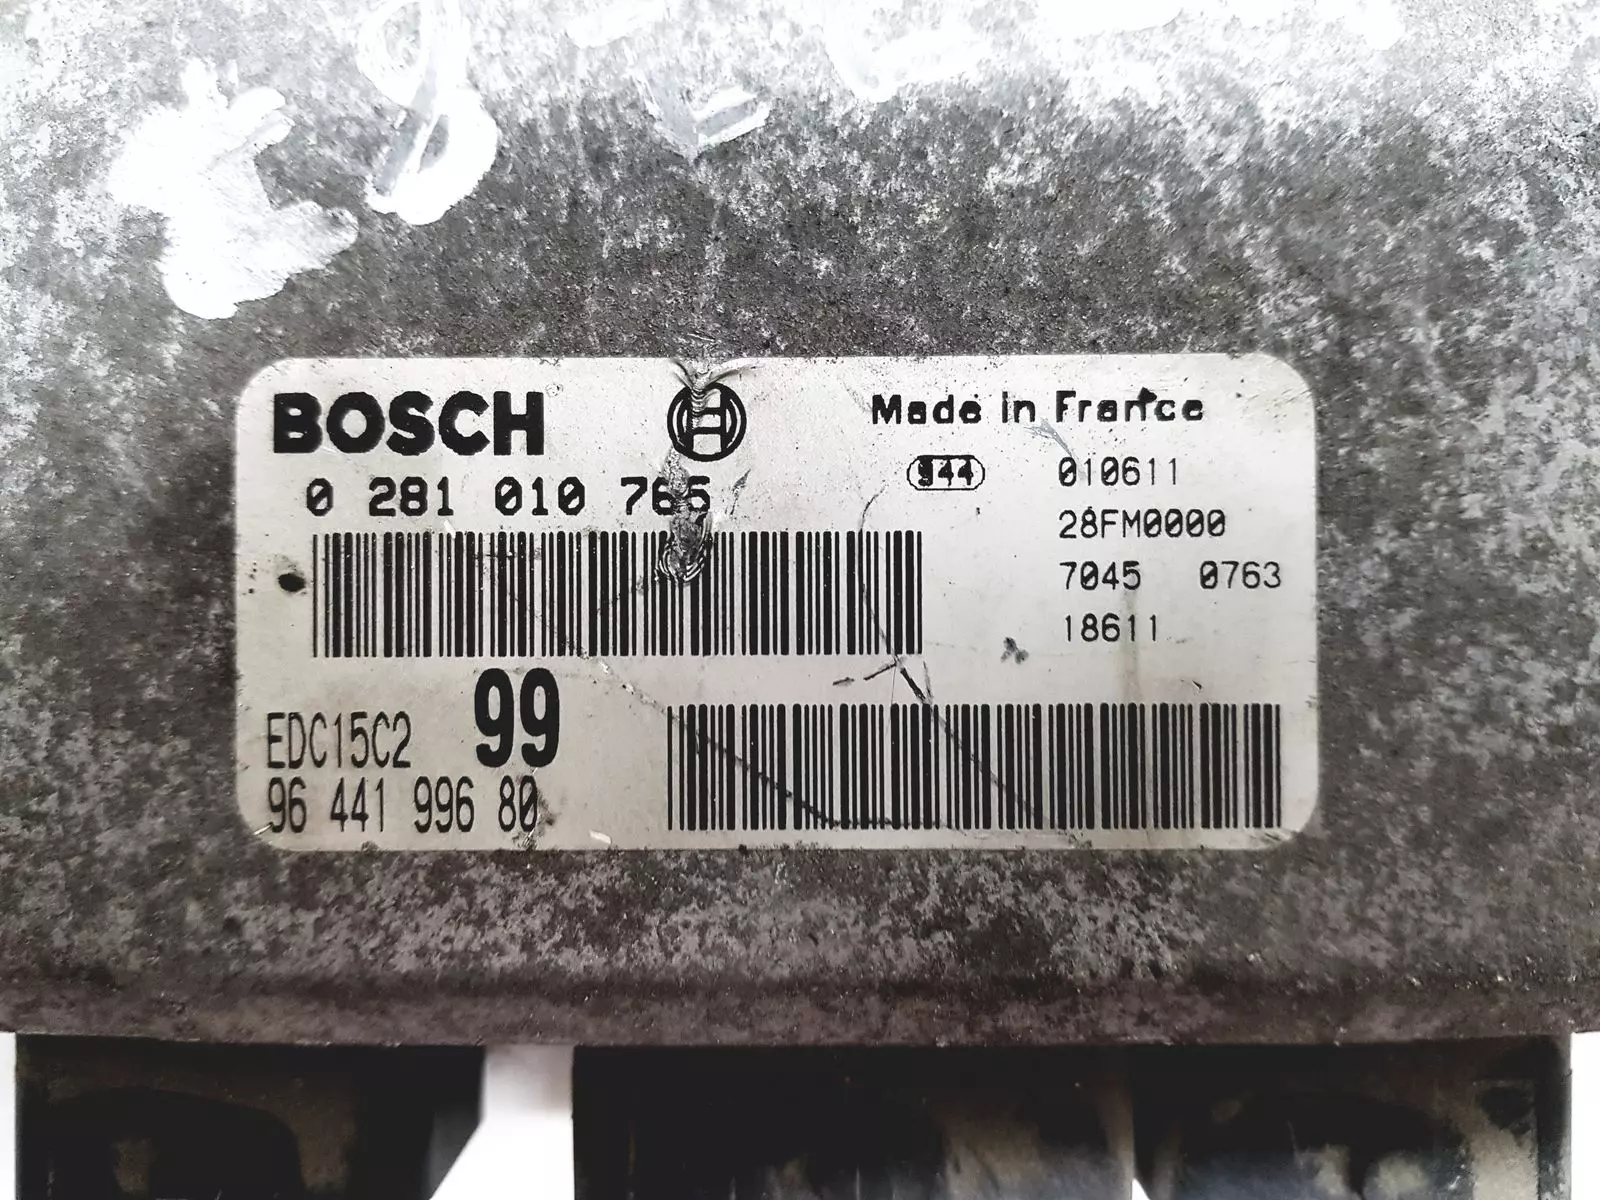 BOSCH
Made in France
0 281 010 765
944
010611
28FM0000
7045 0763
18611
EDC15C2 99
96 441 996 80